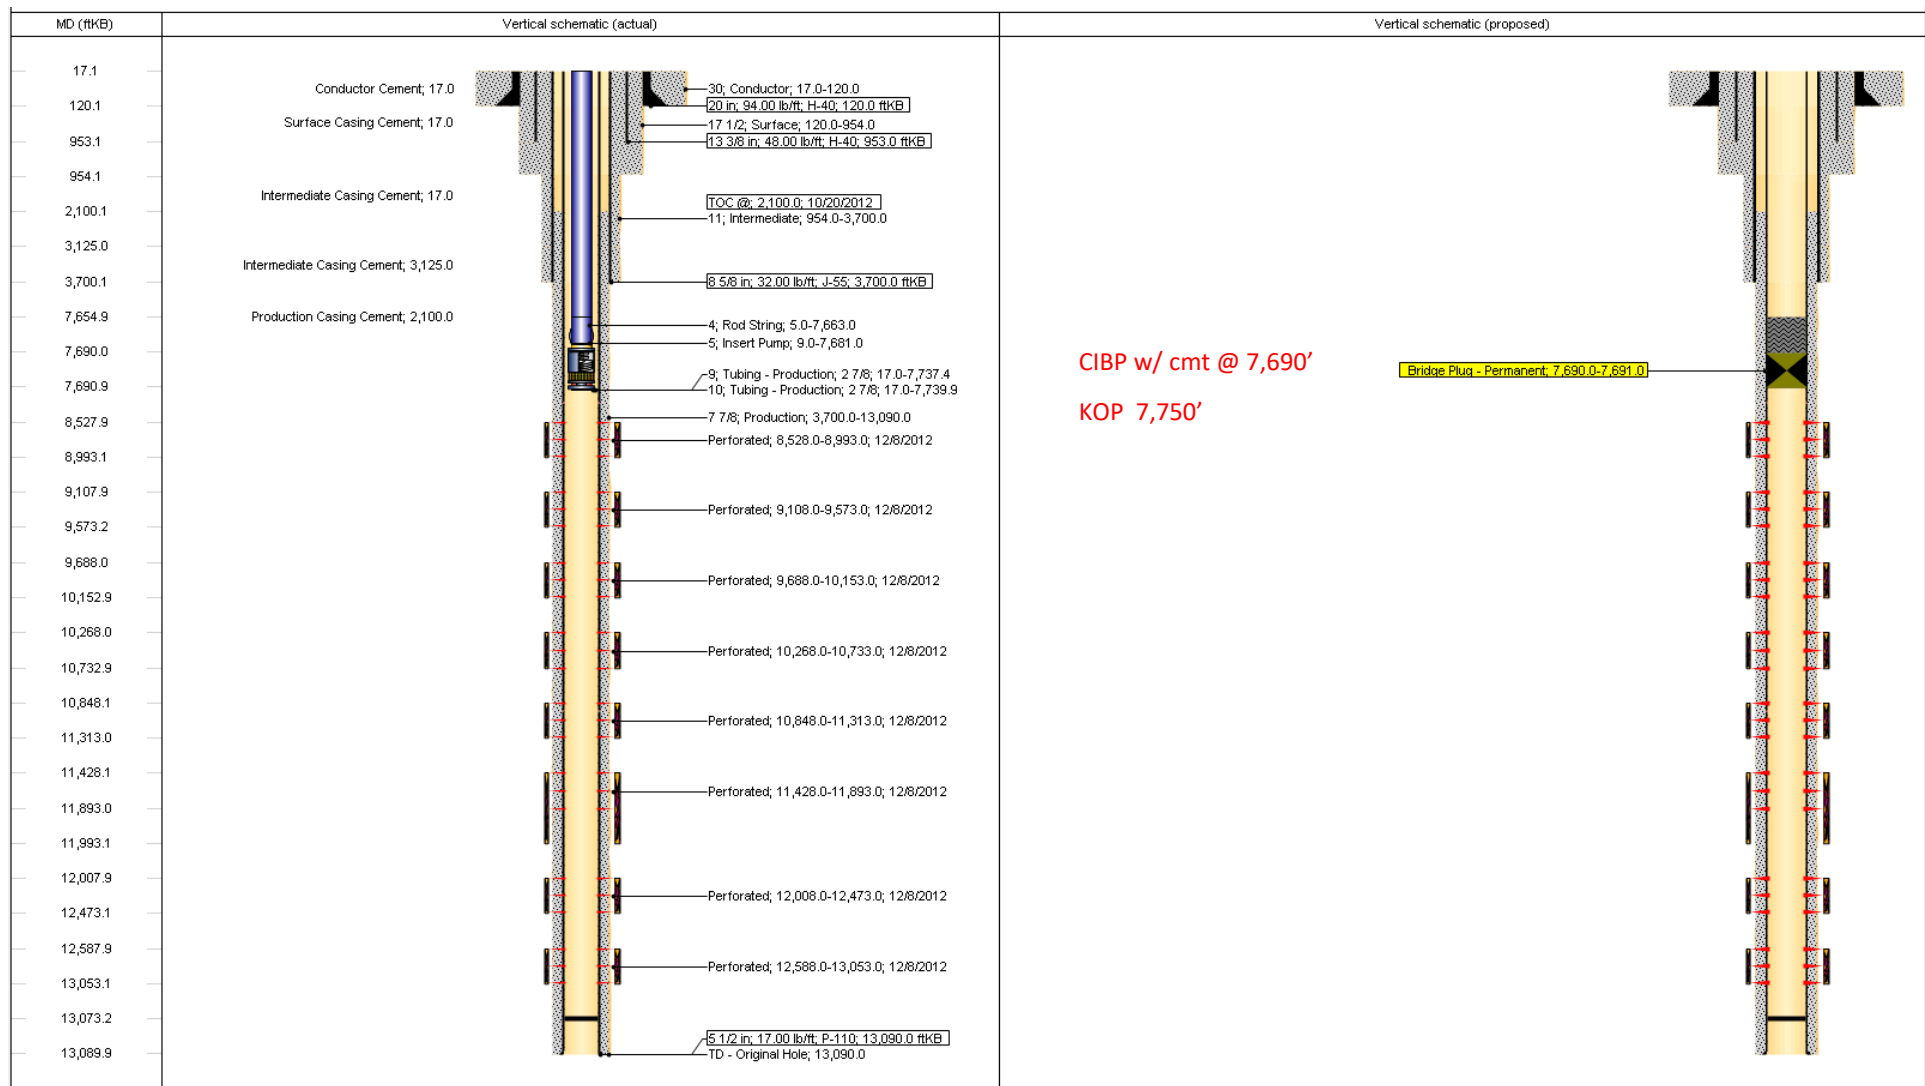 MD (ftKB)
Vertical schematic (actual)
Vertical schematic (proposed)
17.1
120.1
953.1
954.1
2,100.1
3,125.0
3,700.1
7,654.9
7,690.0
7,690.9
8,527.9
8,993.1
9,107.9
9,573.2
9,688.0
10,152.9
10,268.0
10,732.9
10,848.1
11,313.0
11,428.1
11,893.0
11,993.1
12,007.9
12,473.1
12,587.9
13,053.1
13,073.2
13,089.9
Conductor Cement; 17.0
Surface Casing Cement; 17.0
Intermediate Casing Cement; 17.0
Intermediate Casing Cement; 3,125.0
Production Casing Cement; 2,100.0
30; Conductor; 17.0-120.0
20 in; 94.00 lb/ft; H-40; 120.0 ftKB
17 1/2; Surface; 120.0-954.0
13 3/8 in; 48.00 lb/ft; H-40; 953.0 ftKB
TOC @; 2,100.0; 10/20/2012
11; Intermediate; 954.0-3,700.0
8 5/8 in; 32.00 lb/ft; J-55; 3,700.0 ftKB
4; Rod String; 5.0-7,663.0
5; Insert Pump; 9.0-7,681.0
9; Tubing - Production; 2 7/8; 17.0-7,737.4
10; Tubing - Production; 2 7/8; 17.0-7,739.9
7 7/8; Production; 3,700.0-13,090.0
Perforated; 8,528.0-8,993.0; 12/8/2012
Perforated; 9,108.0-9,573.0; 12/8/2012
Perforated; 9,688.0-10,153.0; 12/8/2012
Perforated; 10,268.0-10,733.0; 12/8/2012
Perforated; 10,848.0-11,313.0; 12/8/2012
Perforated; 11,428.0-11,893.0; 12/8/2012
Perforated; 12,008.0-12,473.0; 12/8/2012
Perforated; 12,588.0-13,053.0; 12/8/2012
5 1/2 in; 17.00 lb/ft; P-110; 13,090.0 ftKB
TD - Original Hole; 13,090.0
CIBP w/ cmt @ 7,690’
KOP 7,750’
Bridge Plug - Permanent; 7,690.0-7,691.0